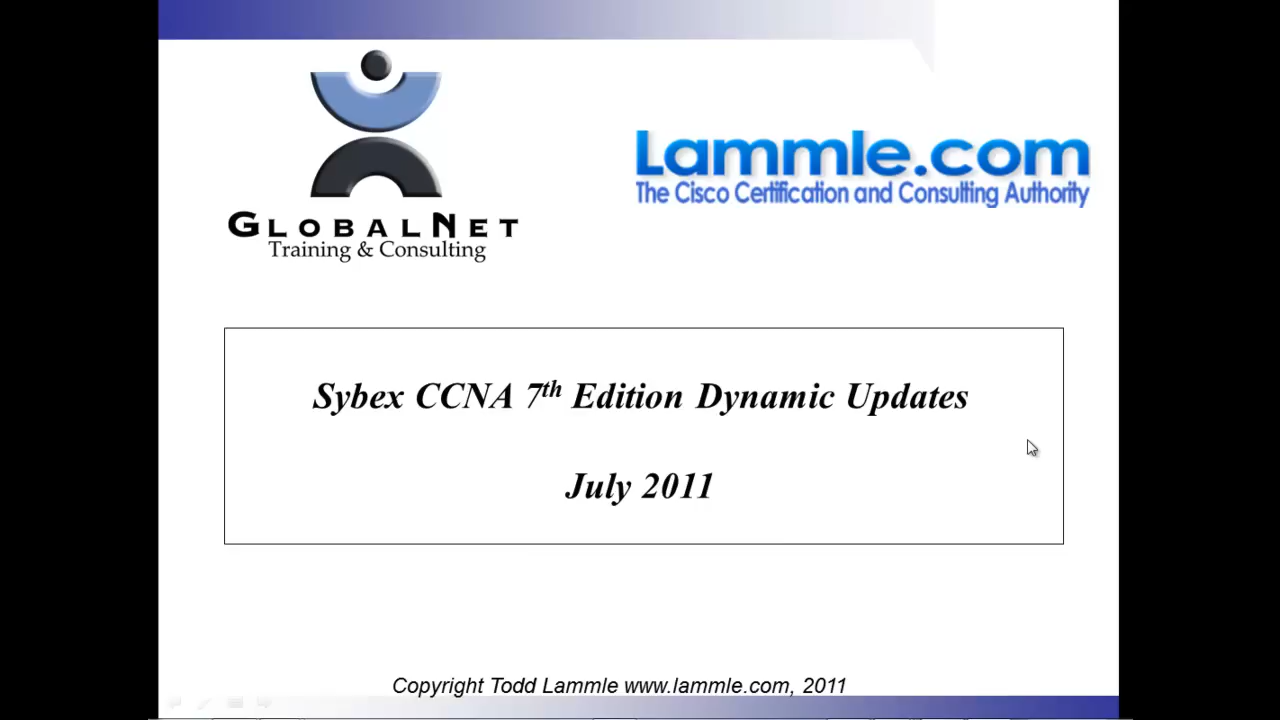 GLOBALNET
Training & Consulting
Lammle.com
The Cisco Certification and Consulting Authority
Sybex CCNA 7th Edition Dynamic Updates
July 2011
Copyright Todd Lammle www.lammle.com, 2011